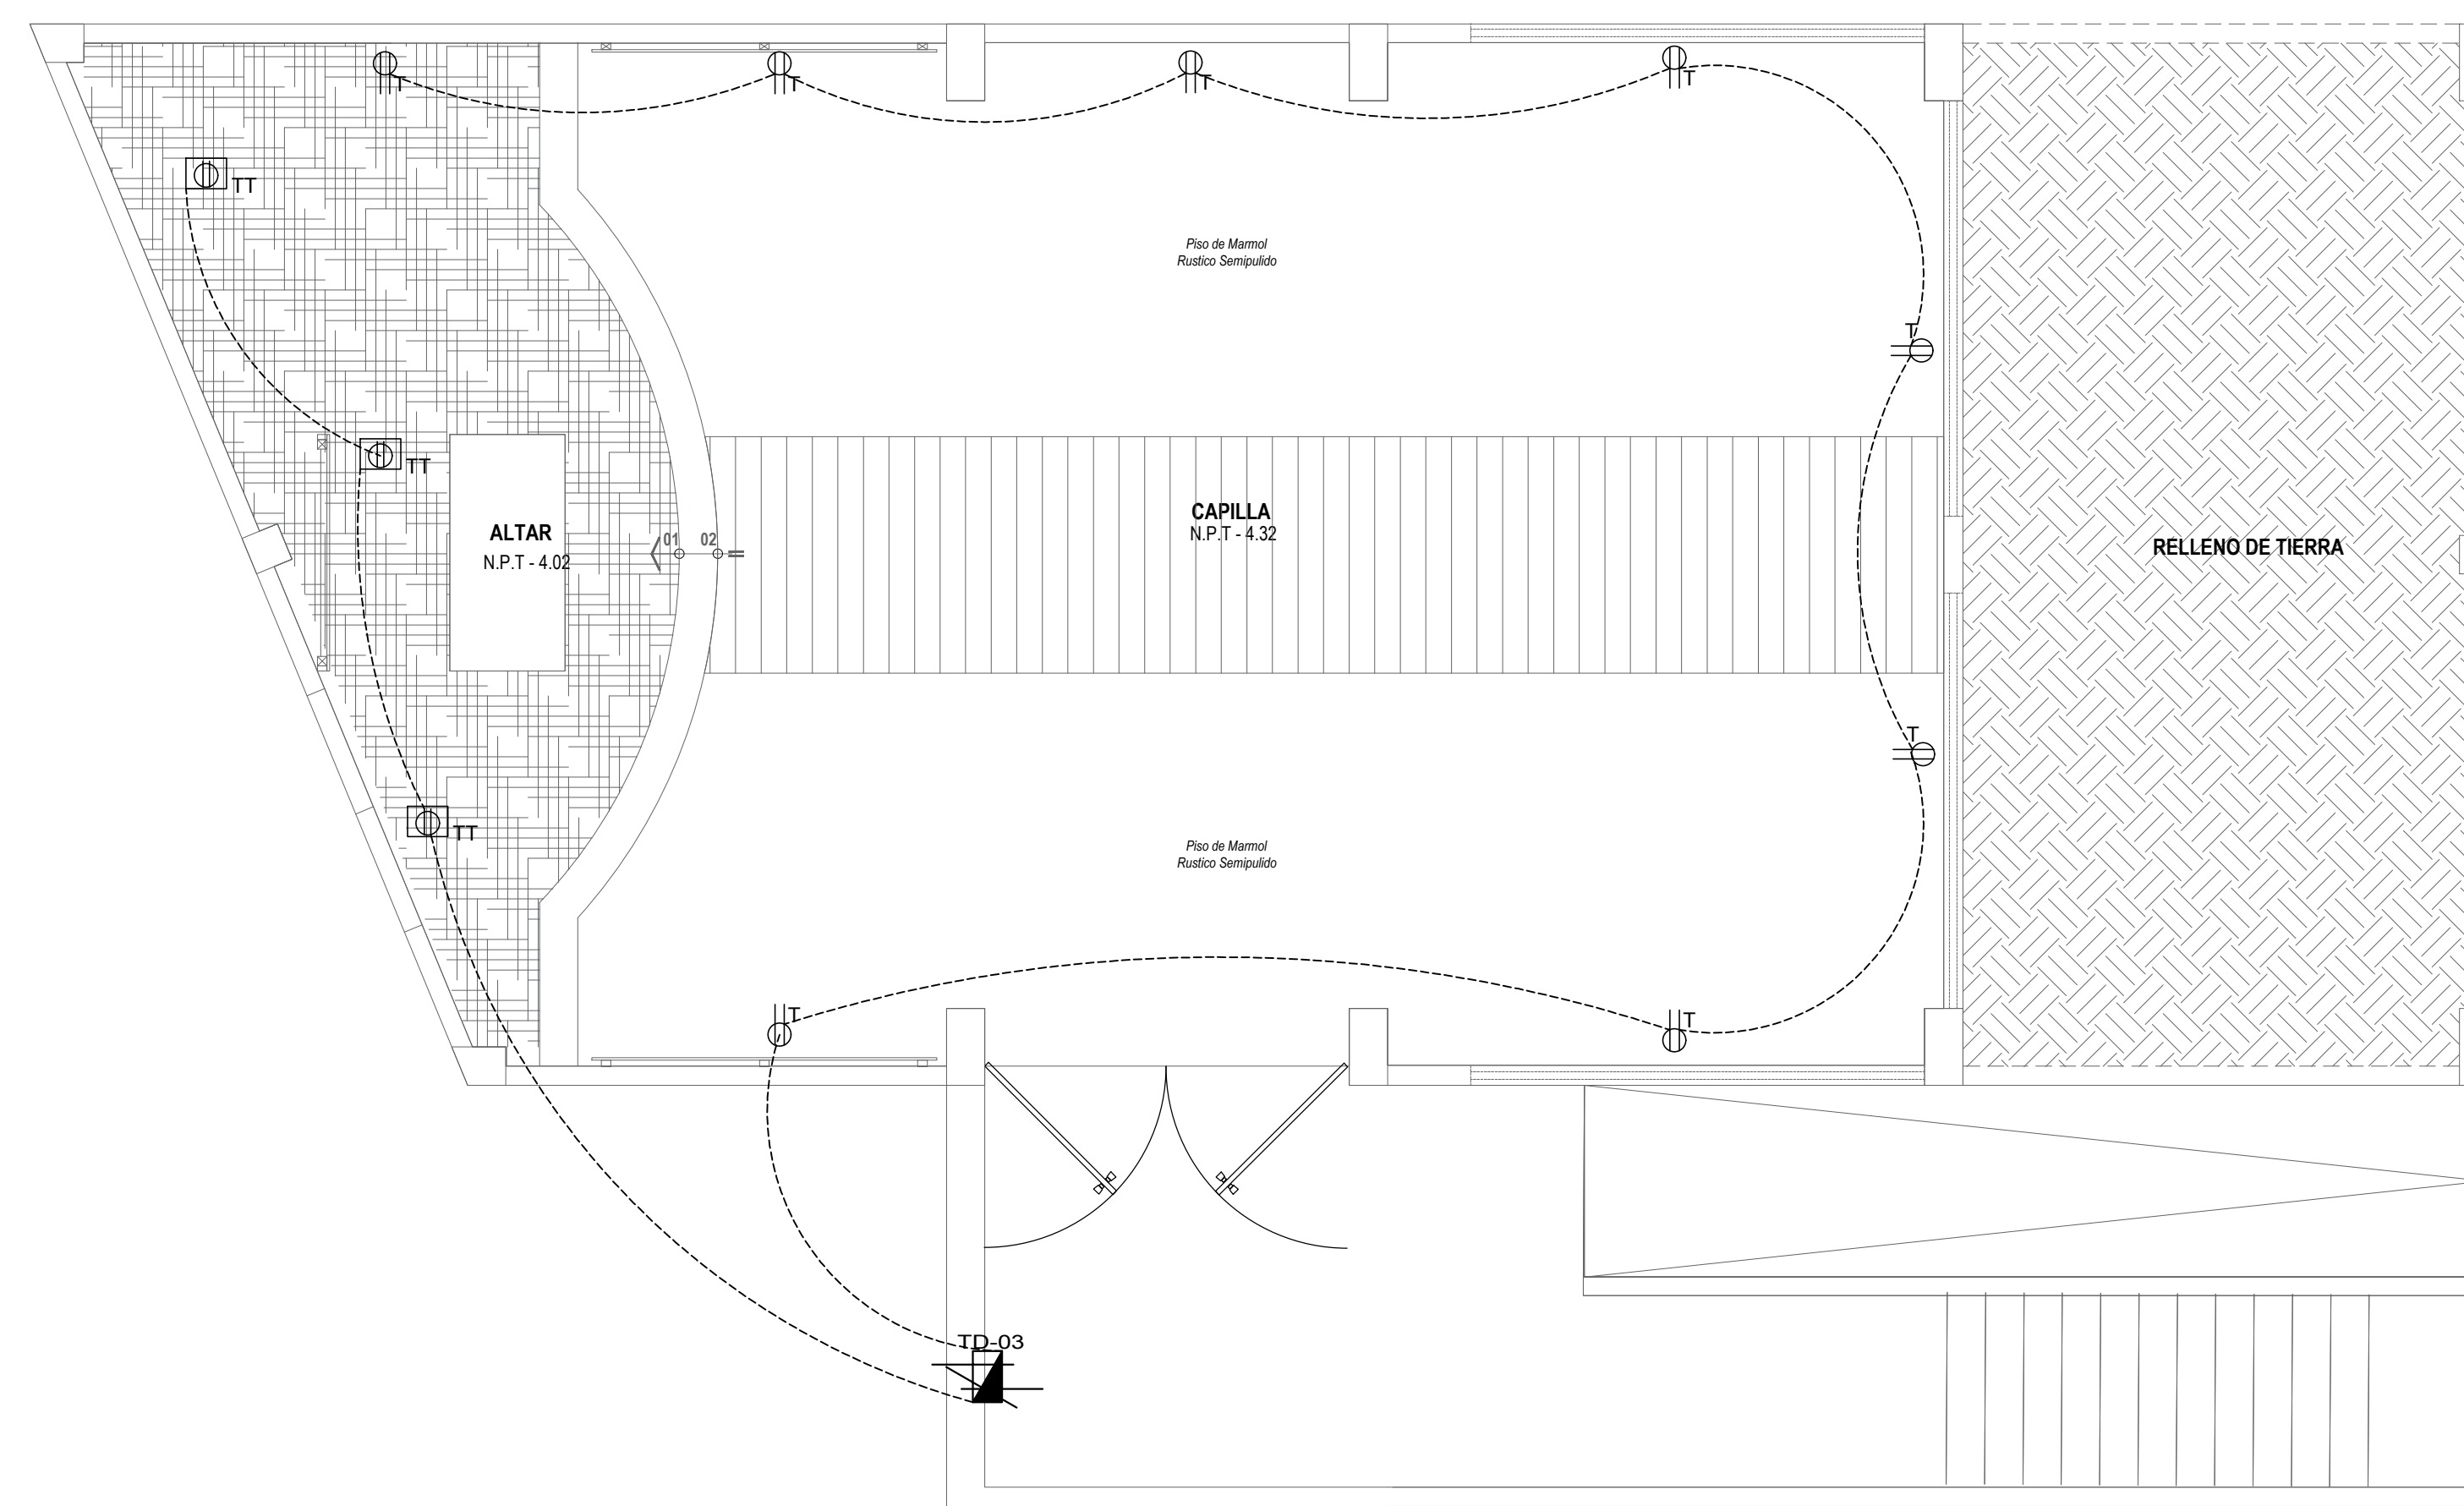 T
T
T
T
TT
Piso de Marmol
Rustico Semipulido
T
TT
ALTAR
N.P.T - 4.02
01
02
CAPILLA
N.P.T - 4.32
RELLENO DE TIERRA
T
TT
Piso de Marmol
Rustico Semipulido
T
T
TD-03